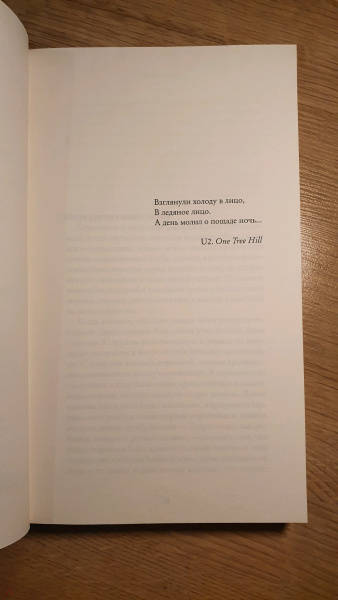 Взглянули холоду в лицо,
В ледяное лицо.
А день молил о пощаде ночь...
U2. One Tree Hill